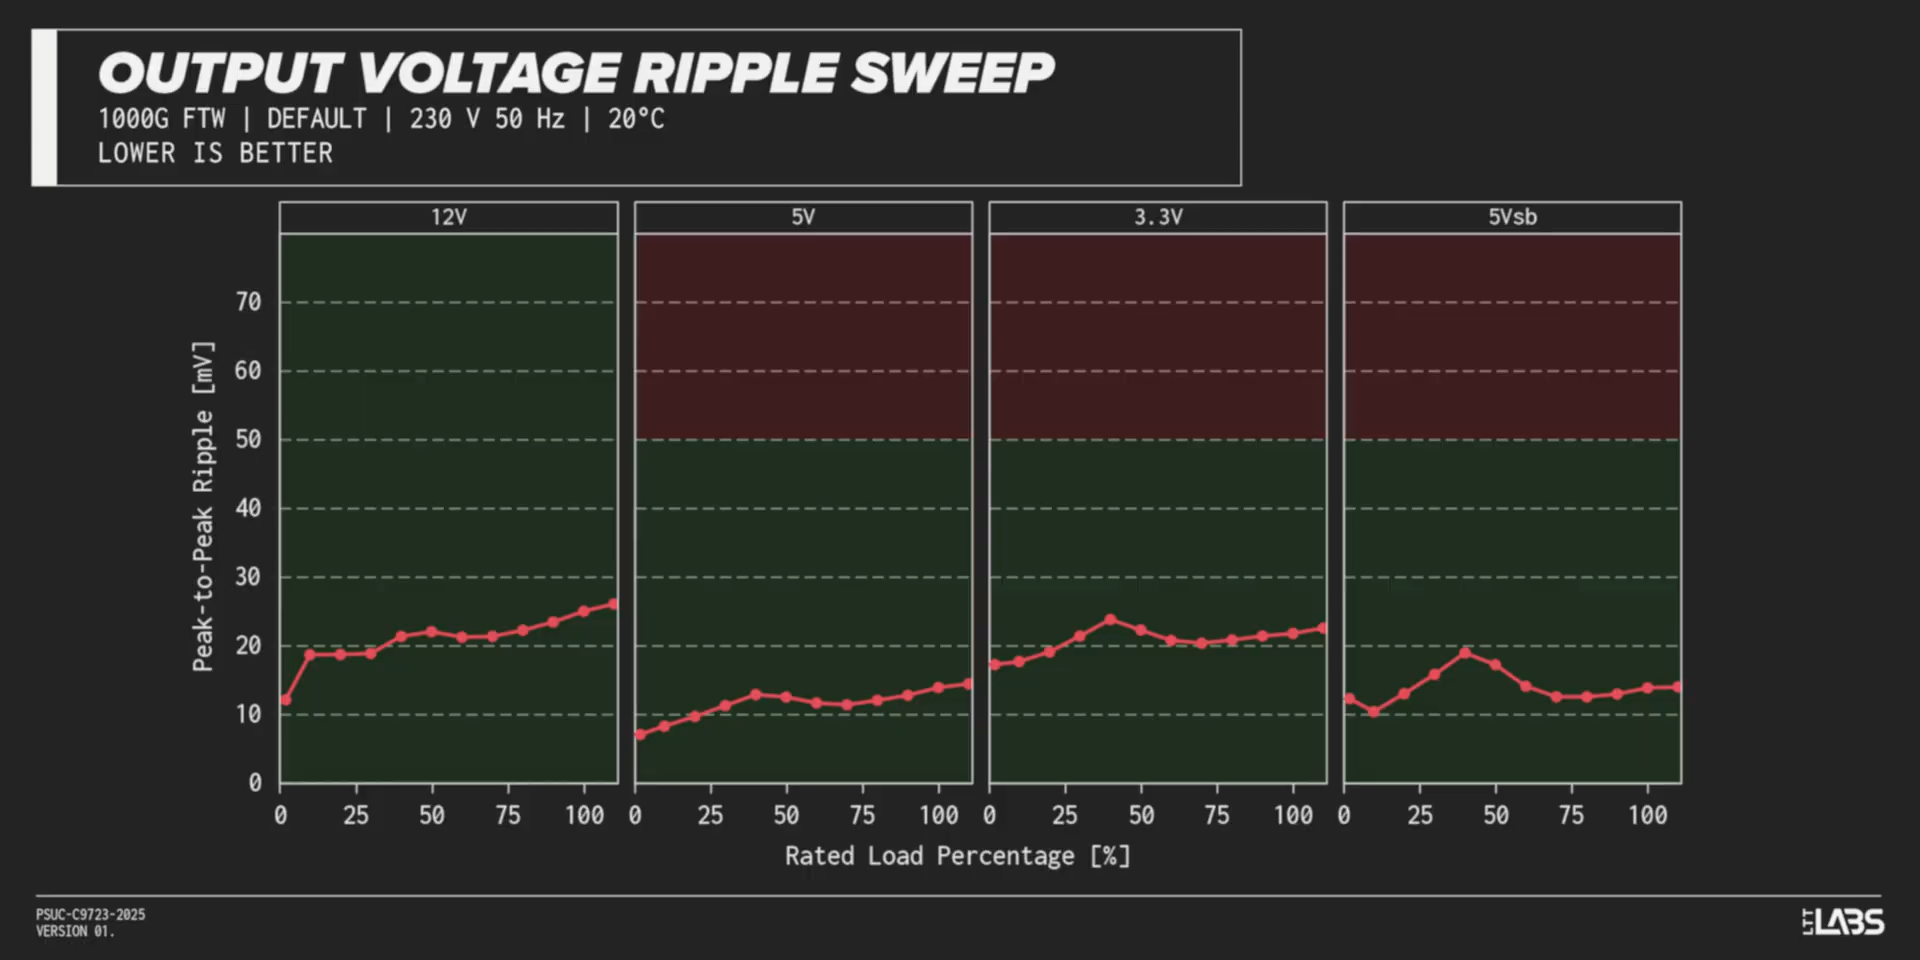 OUTPUT VOLTAGE RIPPLE SWEEP
1000G FTW | DEFAULT | 230 V 50 Hz | 20°C
LOWER IS BETTER
12V 5V 3.3V 5Vsb
Peak-to-Peak Ripple [mV]
70
60
50
40
30
20
10
0
0 25 50 75 100 0 25 50 75 100 0 25 50 75 100 0 25 50 75 100
Rated Load Percentage [%]
PSUC-C9723-2025
VERSION 01.
LTT LABS